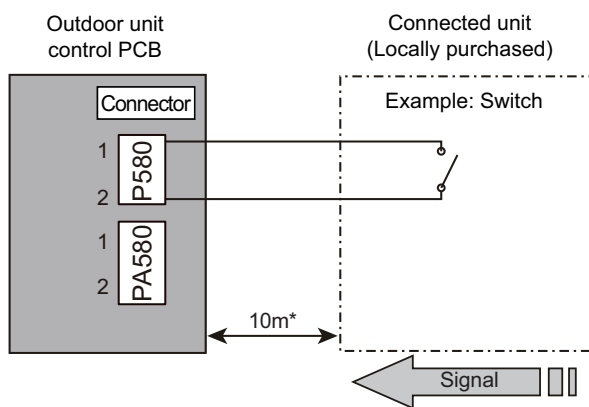 Outdoor unit
control PCB
Connected unit
(Locally purchased)
Connector
Example: Switch
1
P580
2
1
PA580
2
10m*
Signal